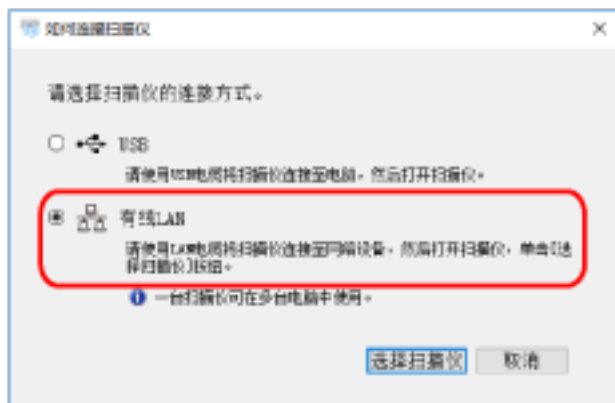 如何连接扫描仪
请选择扫描仪的连接方式。
USB
请使用USB电缆将扫描仪连接至电脑，然后打开扫描仪。
有线LAN
请使用LAN电缆将扫描仪连接至网络设备，然后打开扫描仪，单击[选
择扫描仪]按钮。
一台扫描仪可在多台电脑中使用。
选择扫描仪
取消